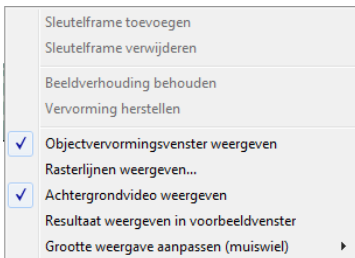 Sleutelframe toevoegen
Sleutelframe verwijderen
Beeldverhouding behouden
Vervorming herstellen
Objectvervormingsvenster weergeven
Rasterlijnen weergeven...
Achtergrondvideo weergeven
Resultaat weergeven in voorbeeldvenster
Grootte weergave aanpassen (muiswiel)